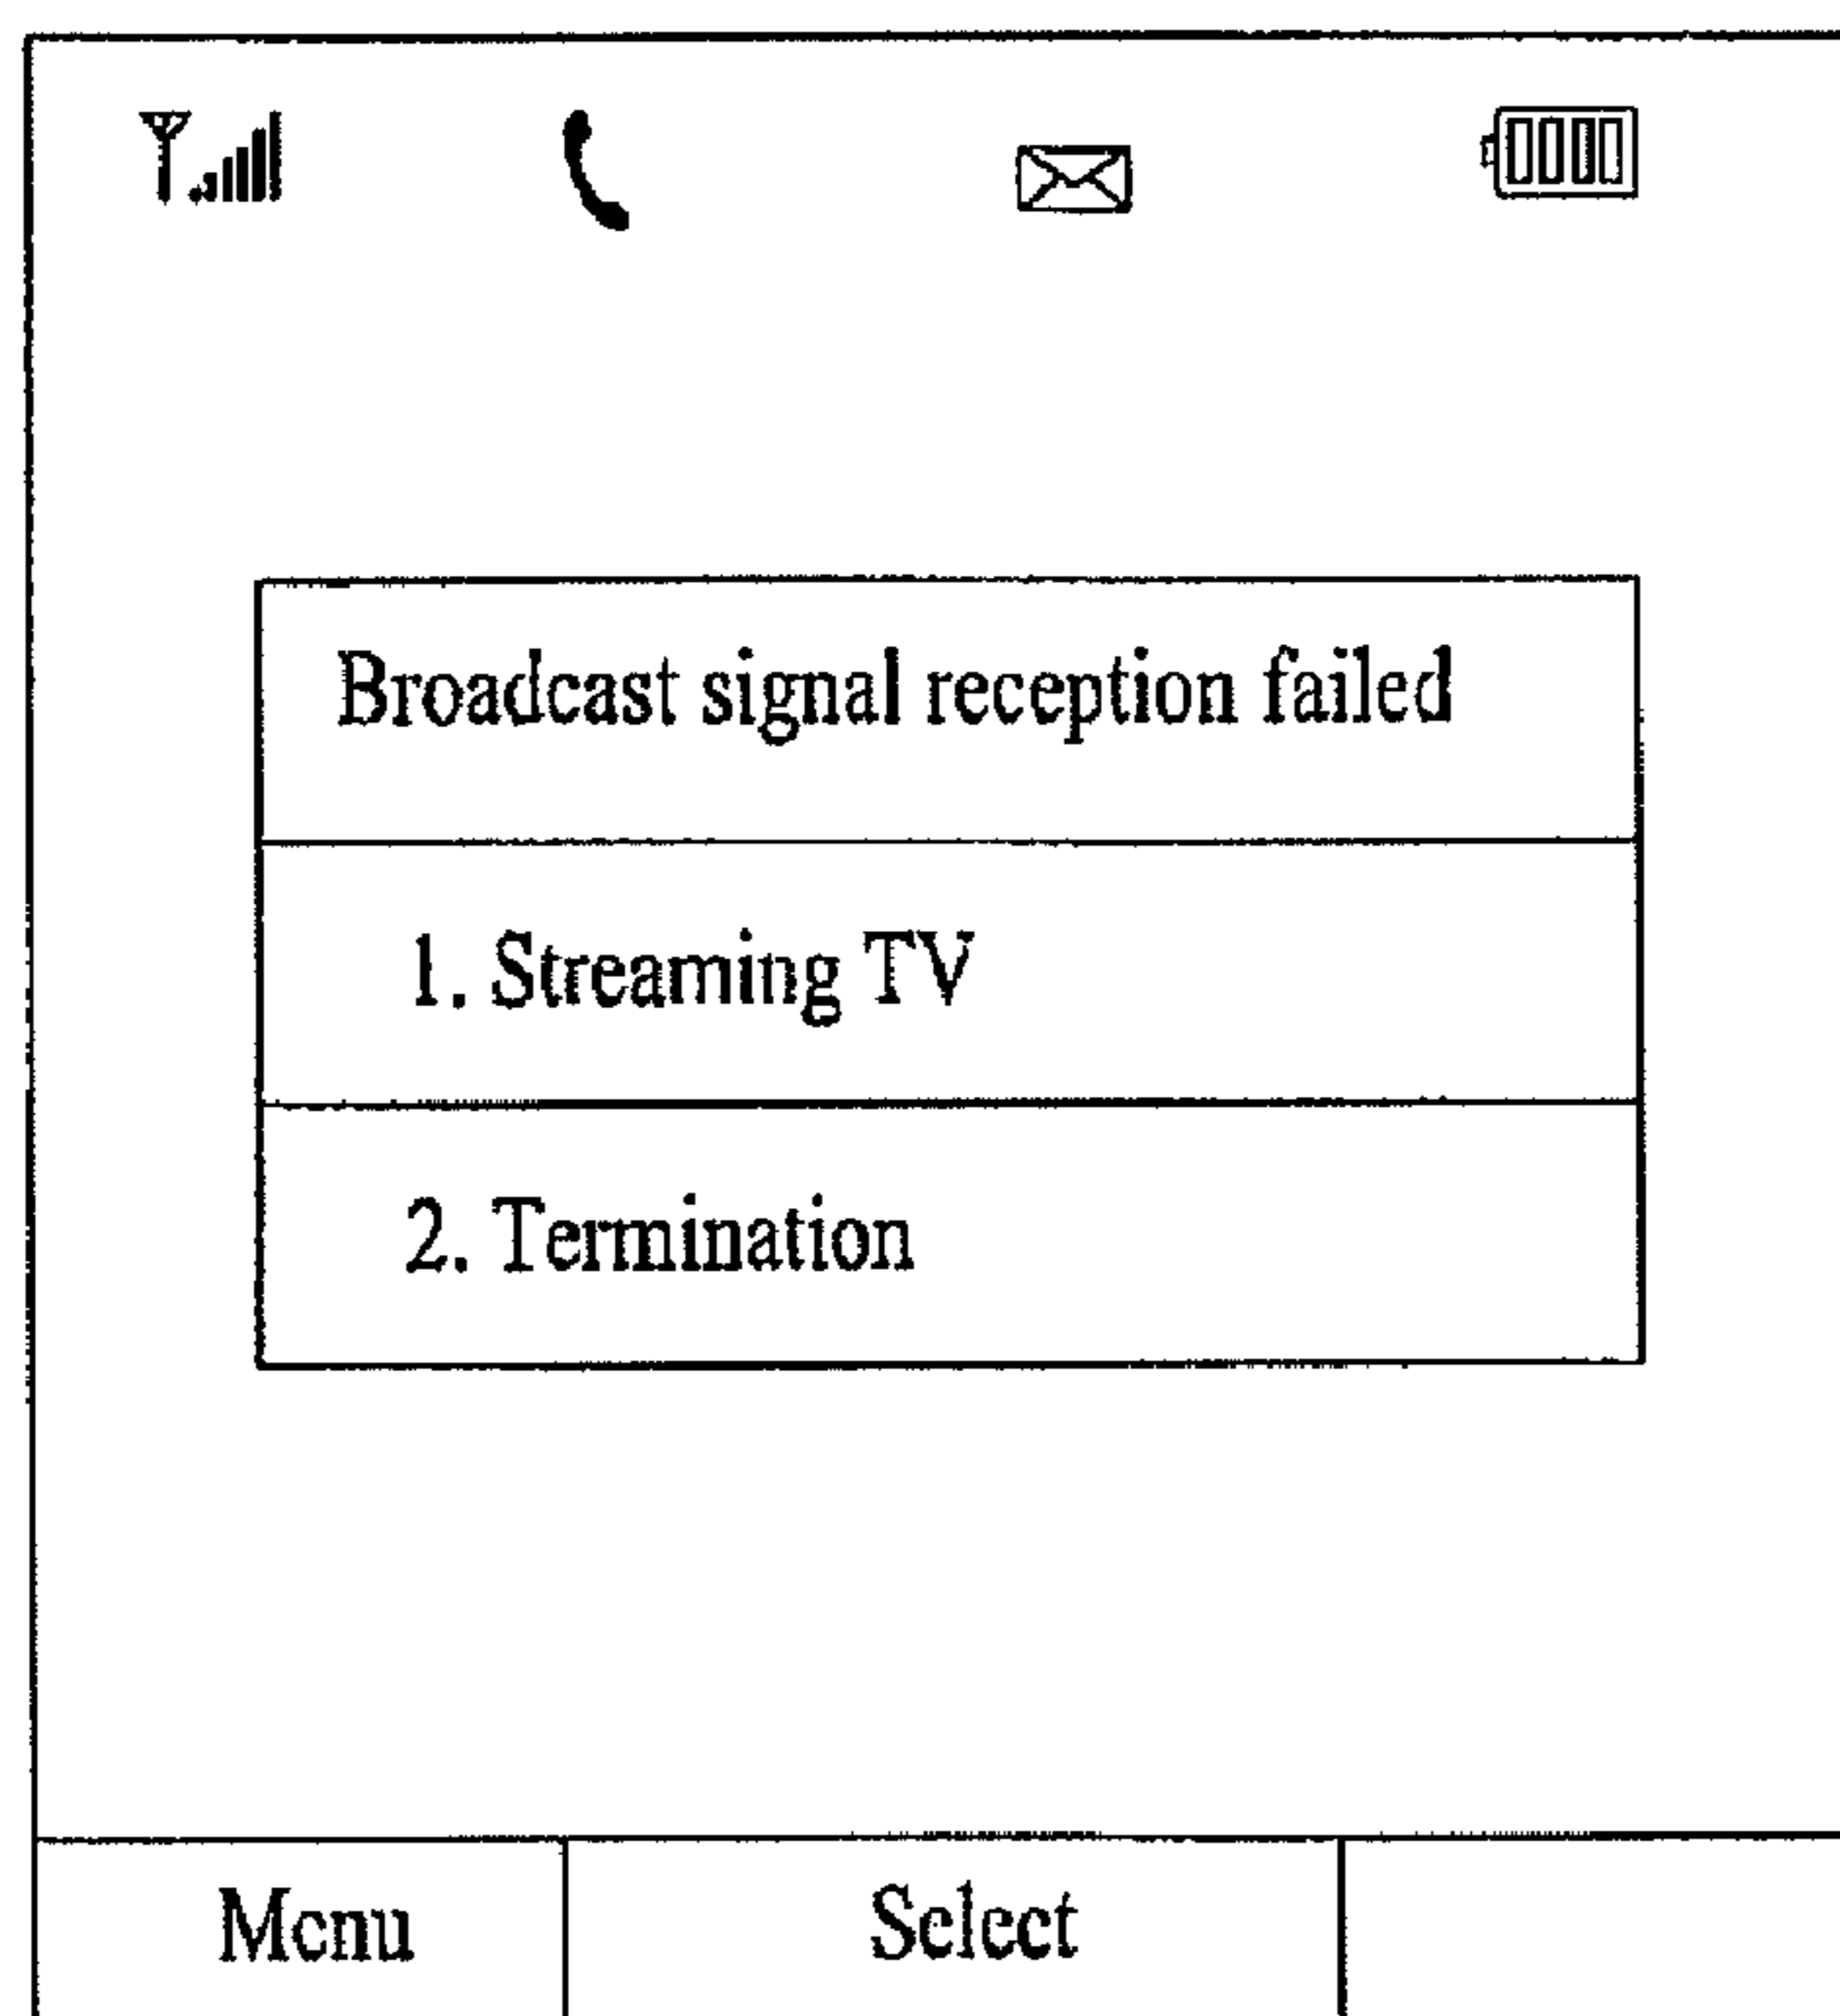 Broadcast signal reception failed
1. Streaming TV
2. Termination
Menu
Select